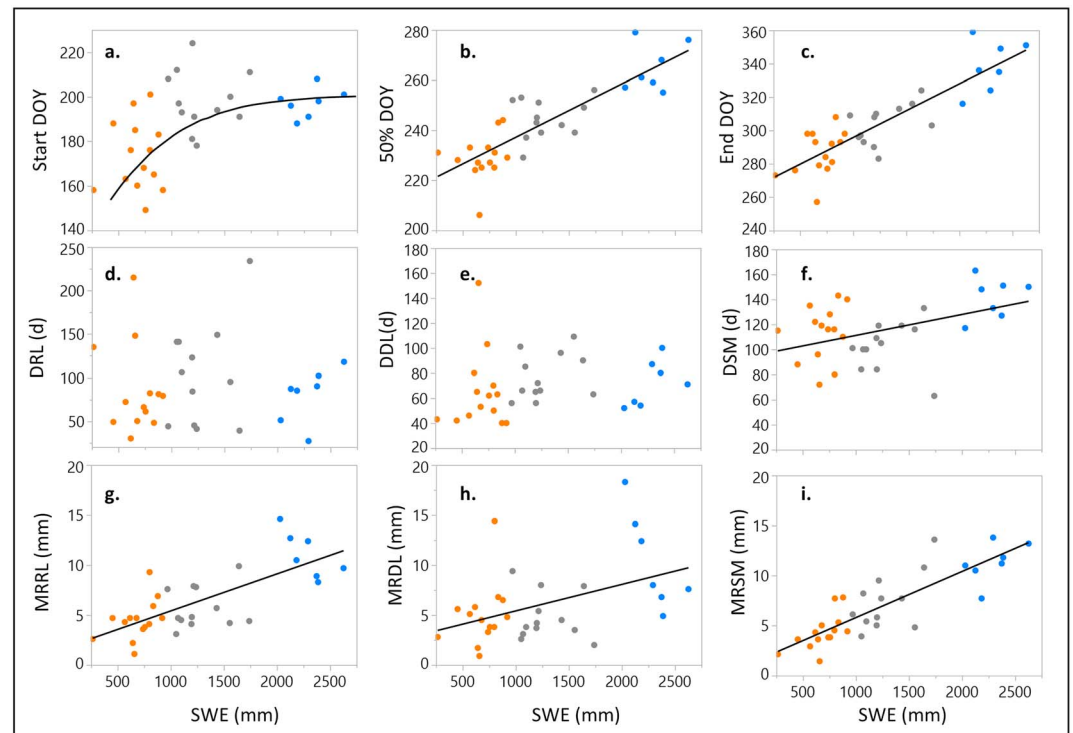 a.
220
200
180
160
140
Start DOY
b.
280
260
240
220
200
50% DOY
c.
360
340
320
300
280
260
240
End DOY
d.
250
200
150
100
50
DRL (d)
e.
180
160
140
120
100
80
60
40
20
DDL(d)
f.
180
160
140
120
100
80
60
40
20
DSM (d)
g.
20
15
10
5
0
MRRL (mm)
500 1000 1500 2000 2500
SWE (mm)
h.
20
15
10
5
0
MRDL (mm)
500 1000 1500 2000 2500
SWE (mm)
i.
20
15
10
5
0
MRSM (mm)
500 1000 1500 2000 2500
SWE (mm)